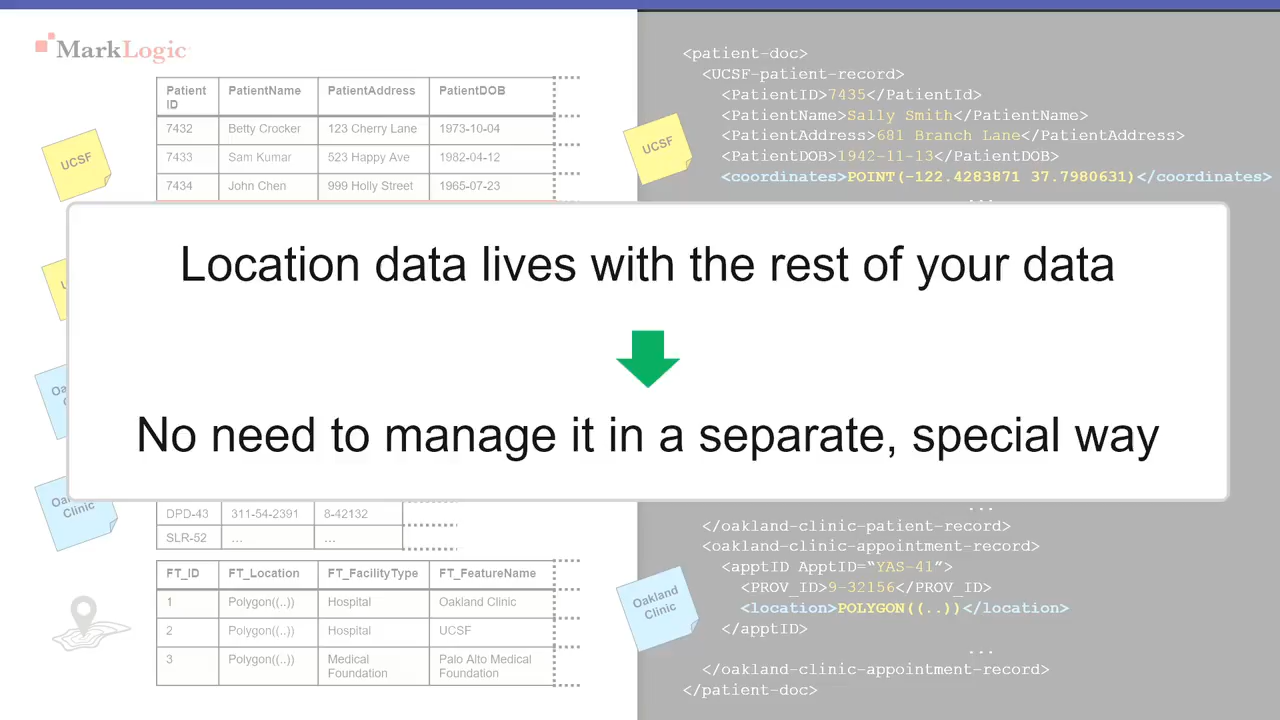 MarkLogic
Patient ID PatientName PatientAddress PatientDOB
7432 Betty Crocker 123 Cherry Lane 1973-10-04
7433 Sam Kumar 523 Happy Ave 1982-04-12
7434 John Chen 999 Holly Street 1965-07-23
UCSF
Location data lives with the rest of your data
No need to manage it in a separate, special way
Clinic
DPD-43 311-54-2391 8-42132
SLR-52 ... ...
FT_ID FT_Location FT_FacilityType FT_FeatureName
1 Polygon((..)) Hospital Oakland Clinic
2 Polygon((..)) Hospital UCSF
3 Polygon((..)) Medical Foundation Palo Alto Medical Foundation
<patient-doc>
<UCSF-patient-record>
<PatientID>7435</PatientId>
<PatientName>Sally Smith</PatientName>
<PatientAddress>681 Branch Lane</PatientAddress>
<PatientDOB>1942-11-13</PatientDOB>
<coordinates>POINT(-122.4283871 37.7980631)</coordinates>
...
UCSF
...
</oakland-clinic-patient-record>
<oakland-clinic-appointment-record>
<apptID ApptID=“YAS-41”>
<PROV_ID>9-32156</PROV_ID>
<location>POLYGON((..))</location>
</apptID>
...
</oakland-clinic-appointment-record>
</patient-doc>
Oakland
Clinic